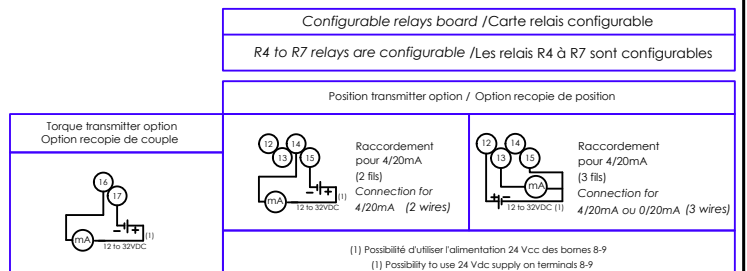 Configurable relays board /Carte relais configurable
R4 to R7 relays are configurable /Les relais R4 à R7 sont configurables
Position transmitter option / Option recopie de position
Torque transmitter option
Option recopie de couple
16
17
mA
(1)
12 to 32VDC
12
14
13
15
mA
(1)
12 to 32VDC
Raccordement
pour 4/20mA
(2 fils)
Connection for
4/20mA (2 wires)
12
14
13
15
mA
12 to 32VDC (1)
Raccordement
pour 4/20mA
(3 fils)
Connection for
4/20mA ou 0/20mA (3 wires)
(1) Possibilité d'utiliser l'alimentation 24 Vcc des bornes 8-9
(1) Possibility to use 24 Vdc supply on terminals 8-9